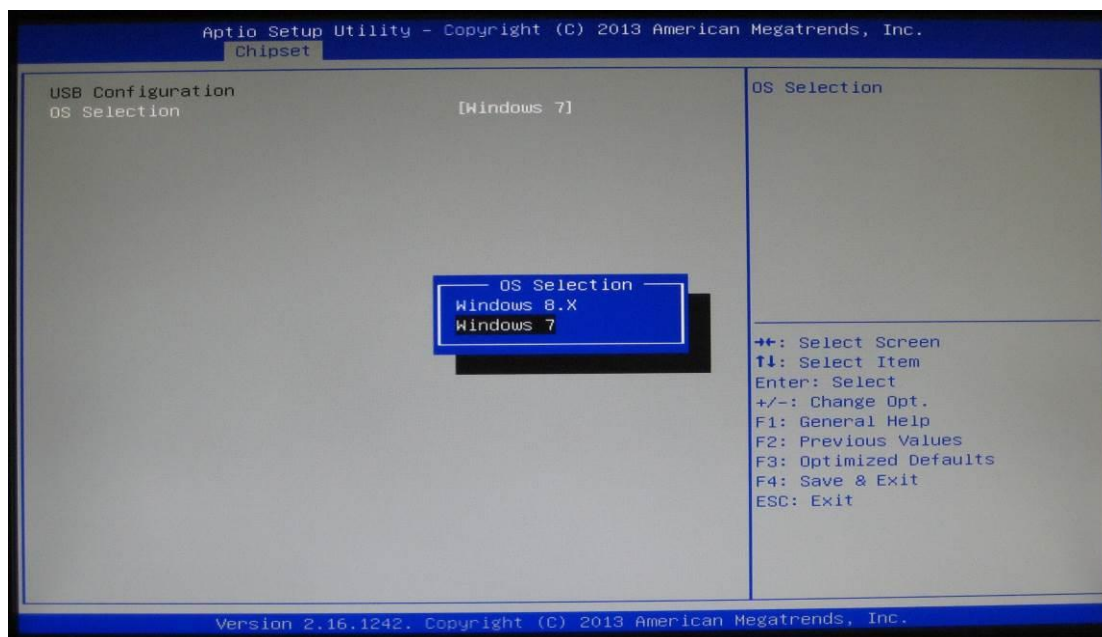 Aptio Setup Utility – Copyright (C) 2013 American Megatrends, Inc.
Chipset
USB Configuration
OS Selection [Windows 7]
OS Selection
Windows 8.X
Windows 7
OS Selection
→←: Select Screen
↑↓: Select Item
Enter: Select
+/-: Change Opt.
F1: General Help
F2: Previous Values
F3: Optimized Defaults
F4: Save & Exit
ESC: Exit
Version 2.16.1242. Copyright (C) 2013 American Megatrends, Inc.